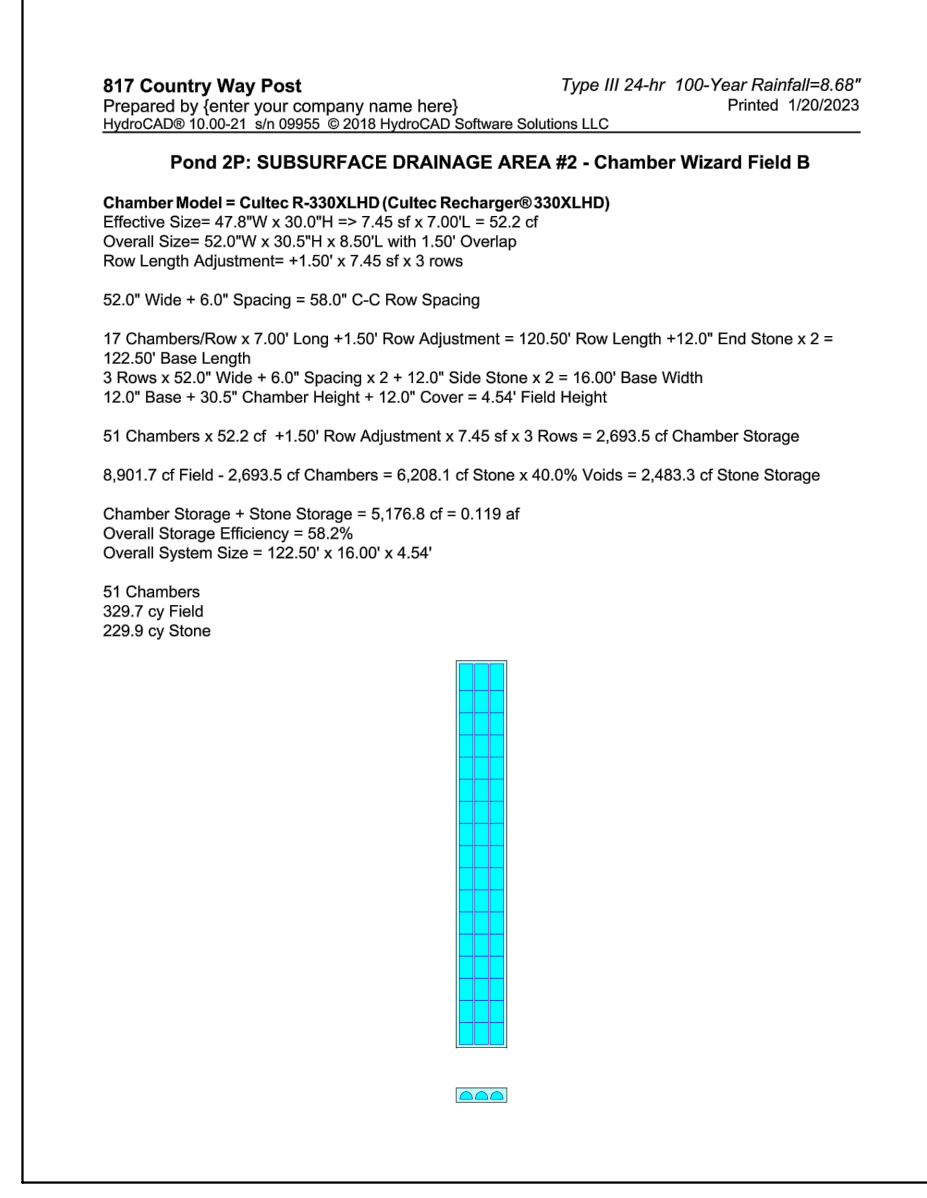 817 Country Way Post
Type III 24-hr 100-Year Rainfall=8.68"
Prepared by {enter your company name here}
Printed 1/20/2023
HydroCAD® 10.00-21 s/n 09955 © 2018 HydroCAD Software Solutions LLC
Pond 2P: SUBSURFACE DRAINAGE AREA #2 - Chamber Wizard Field B
Chamber Model = Cultec R-330XLHD (Cultec Recharger® 330XLHD)
Effective Size= 47.8"W x 30.0"H => 7.45 sf x 7.00'L = 52.2 cf
Overall Size= 52.0"W x 30.5"H x 8.50'L with 1.50' Overlap
Row Length Adjustment= +1.50' x 7.45 sf x 3 rows
52.0" Wide + 6.0" Spacing = 58.0" C-C Row Spacing
17 Chambers/Row x 7.00' Long +1.50' Row Adjustment = 120.50' Row Length +12.0" End Stone x 2 =
122.50' Base Length
3 Rows x 52.0" Wide + 6.0" Spacing x 2 + 12.0" Side Stone x 2 = 16.00' Base Width
12.0" Base + 30.5" Chamber Height + 12.0" Cover = 4.54' Field Height
51 Chambers x 52.2 cf +1.50' Row Adjustment x 7.45 sf x 3 Rows = 2,693.5 cf Chamber Storage
8,901.7 cf Field - 2,693.5 cf Chambers = 6,208.1 cf Stone x 40.0% Voids = 2,483.3 cf Stone Storage
Chamber Storage + Stone Storage = 5,176.8 cf = 0.119 af
Overall Storage Efficiency = 58.2%
Overall System Size = 122.50' x 16.00' x 4.54'
51 Chambers
329.7 cy Field
229.9 cy Stone